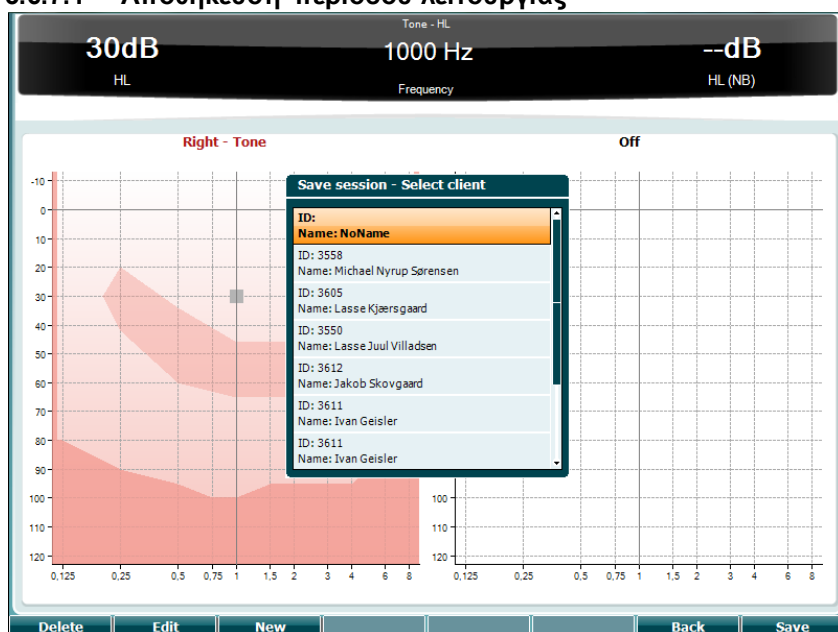 Tone - HL
30dB
1000 Hz
--dB
HL
HL (NB)
Frequency
Right - Tone
Off
Save session - Select client
ID:
Name: NoName
ID: 3558
Name: Michael Nyrup Sørensen
ID: 3605
Name: Lasse Kjærsgaard
ID: 3550
Name: Lasse Juul Villadsen
ID: 3612
Name: Jakob Skovgaard
ID: 3611
Name: Ivan Geisler
ID: 3611
Name: Ivan Geisler
-10
0
10
20
30
40
50
60
70
80
90
100
110
120
100
110
120
0,125 0,25 0,5 0,75 1 1,5 2 3 4 6 8
0,125 0,25 0,5 0,75 1 1,5 2 3 4 6 8
Delete Edit New Back Save